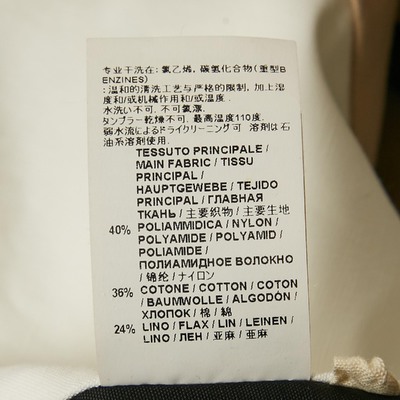 专业干洗在: 氯乙烯, 碳氢化合物 (重型B
ENZINES)
: 温和的清洗工艺与严格的限制, 加上湿
度和/或机械作用和/或温度.
水洗い不可. 不可氯漂.
タンブラー乾燥不可. 最高温度110度.
弱水流によるドライクリーニング可 溶剤は石
油系溶剤使用.
TESSUTO PRINCIPALE /
MAIN FABRIC / TISSU
PRINCIPAL /
HAUPTGEWEBE / TEJIDO
PRINCIPAL / ГЛАВНАЯ
ТКАНЬ / 主要织物 / 主要生地
40% POLIAMMIDICA / NYLON /
POLYAMIDE / POLYAMID /
POLIAMIDE /
ПОЛИАМИДНОЕ ВОЛОКНО
/ 锦纶 / ナイロン
36% COTONE / COTTON / COTON
/ BAUMWOLLE / ALGODÓN /
ХЛОПОК / 棉 / 綿
24% LINO / FLAX / LIN / LEINEN /
LINO / ЛЕН / 亚麻 / 亜麻